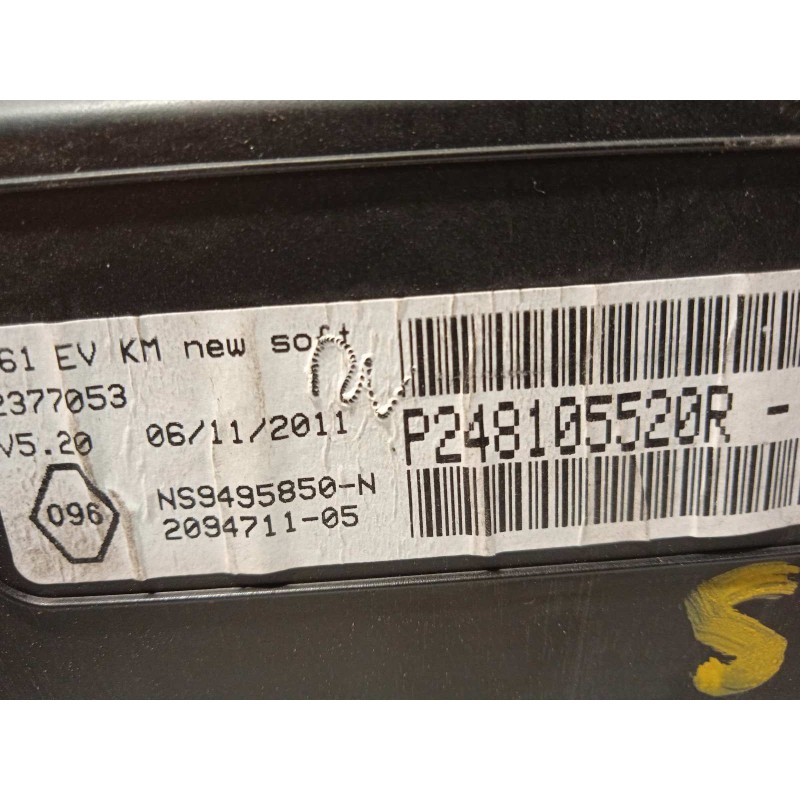 61 EV KM new soft
2377053
V5.20 06/11/2011
096
NS9495850-N
2094711-05
P248105520R -
S